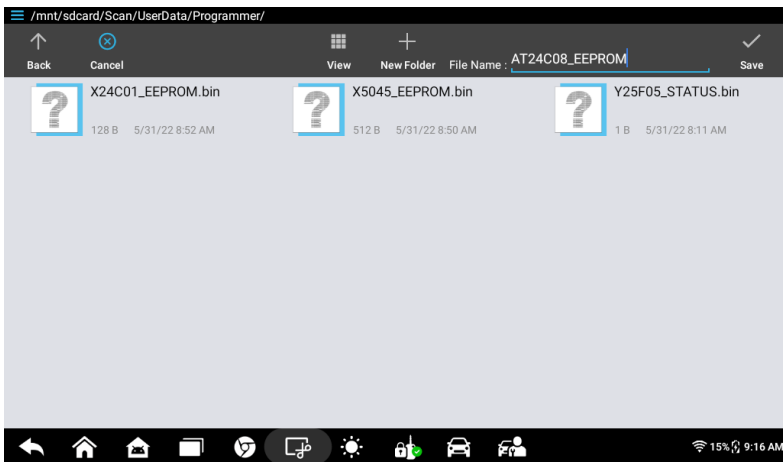 /mnt/sdcard/Scan/UserData/Programmer/
Back Cancel View New Folder File Name : AT24C08_EEPROM Save
X24C01_EEPROM.bin X5045_EEPROM.bin Y25F05_STATUS.bin
128 B 5/31/22 8:52 AM 512 B 5/31/22 8:50 AM 1 B 5/31/22 8:11 AM
15% 9:16 AM